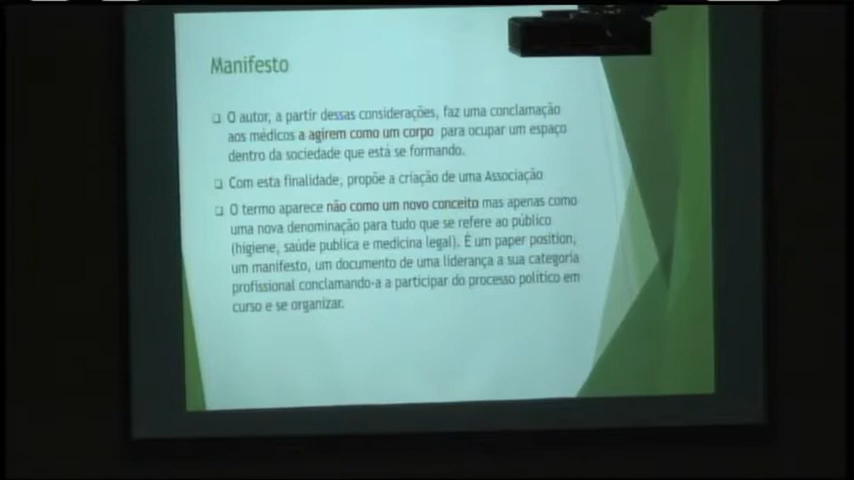 Manifesto
❑ O autor, a partir dessas considerações, faz uma conclamação
aos médicos a agirem como um corpo para ocupar um espaço
dentro da sociedade que está se formando.
❑ Com esta finalidade, propõe a criação de uma Associação
❑ O termo aparece não como um novo conceito mas apenas como
uma nova denominação para tudo que se refere ao público
(higiene, saúde publica e medicina legal). É um paper position,
um manifesto, um documento de uma liderança a sua categoria
profissional conclamando-a a participar do processo político em
curso e se organizar.